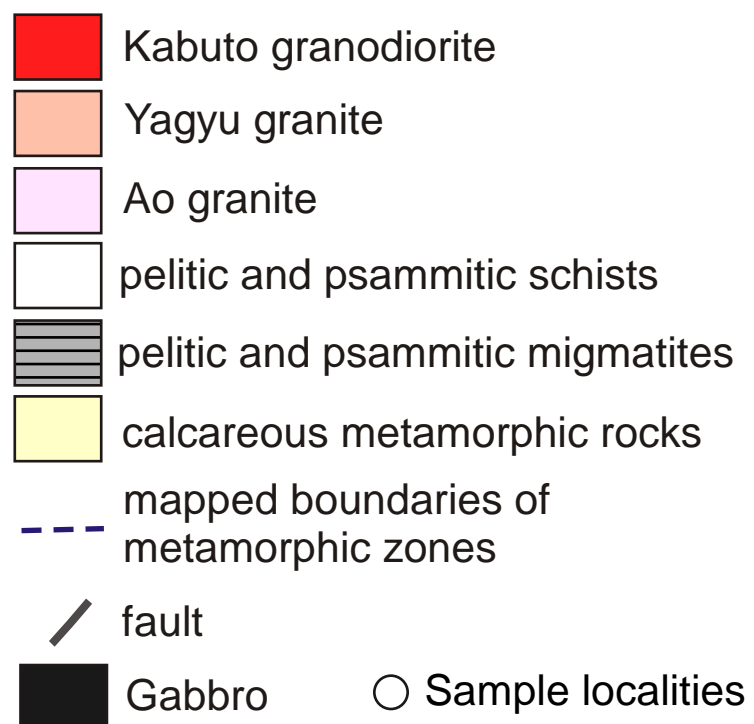 Kabuto granodiorite
Yagyu granite
Ao granite
pelitic and psammitic schists
pelitic and psammitic migmatites
calcareous metamorphic rocks
mapped boundaries of
metamorphic zones
fault
Gabbro
Sample localities